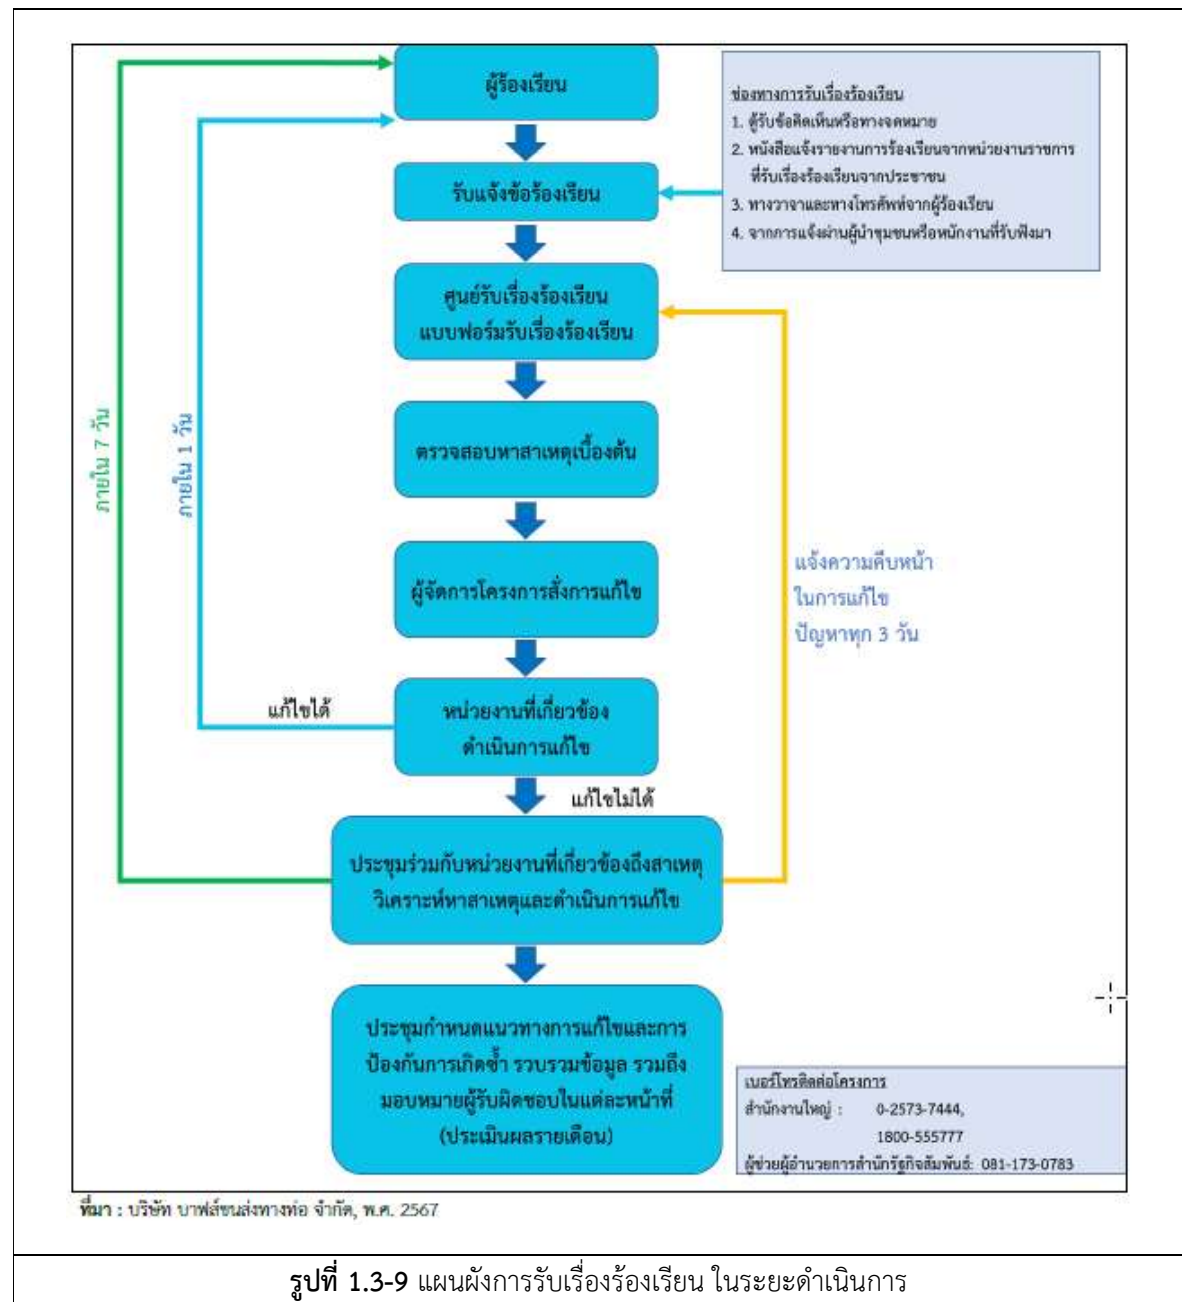 ผู้ร้องเรียน
ช่องทางการรับเรื่องร้องเรียน
1. ตู้รับข้อคิดเห็นหรือทางจดหมาย
2. หนังสือแจ้งรายงานการร้องเรียนจากหน่วยงานราชการ
ที่รับเรื่องร้องเรียนจากประชาชน
3. ทางวาจาและทางโทรศัพท์จากผู้ร้องเรียน
4. จากการแจ้งผ่านผู้นำชุมชนหรือพนักงานที่รับฟังมา
รับแจ้งข้อร้องเรียน
ศูนย์รับเรื่องร้องเรียน
แบบฟอร์มรับเรื่องร้องเรียน
ตรวจสอบหาสาเหตุเบื้องต้น
ภายใน 7 วัน
ภายใน 1 วัน
ผู้จัดการโครงการสั่งการแก้ไข
แจ้งความคืบหน้า
ในการแก้ไข
ปัญหาทุก 3 วัน
แก้ไขได้
หน่วยงานที่เกี่ยวข้อง
ดำเนินการแก้ไข
แก้ไขไม่ได้
ประชุมร่วมกับหน่วยงานที่เกี่ยวข้องถึงสาเหตุ
วิเคราะห์หาสาเหตุและดำเนินการแก้ไข
ประชุมกำหนดแนวทางการแก้ไขและการ
ป้องกันการเกิดซ้ำ รวบรวมข้อมูล รวมถึง
มอบหมายผู้รับผิดชอบในแต่ละหน้าที่
(ประเมินผลรายเดือน)
เบอร์โทรติดต่อโครงการ
สำนักงานใหญ่ : 0-2573-7444,
1800-555777
ผู้ช่วยผู้อำนวยการสำนักรัฐกิจสัมพันธ์: 081-173-0783
ที่มา : บริษัท บาฟส์ขนส่งทางท่อ จำกัด, พ.ศ. 2567
รูปที่ 1.3-9 แผนผังการรับเรื่องร้องเรียน ในระยะดำเนินการ